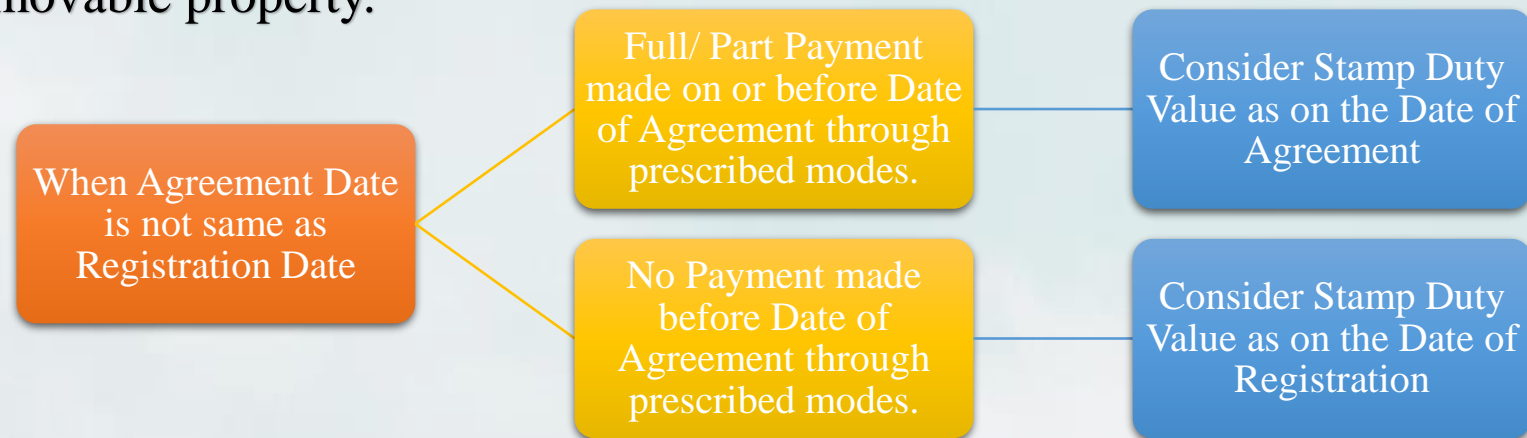 movable property.
When Agreement Date
is not same as
Registration Date
Full/ Part Payment
made on or before Date
of Agreement through
prescribed modes.
Consider Stamp Duty
Value as on the Date of
Agreement
No Payment made
before Date of
Agreement through
prescribed modes.
Consider Stamp Duty
Value as on the Date of
Registration